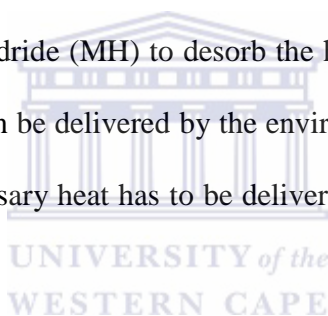 dride (MH) to desorb the
be delivered by the envir
sary heat has to be deliver
UNIVERSITY of the
WESTERN CAPE